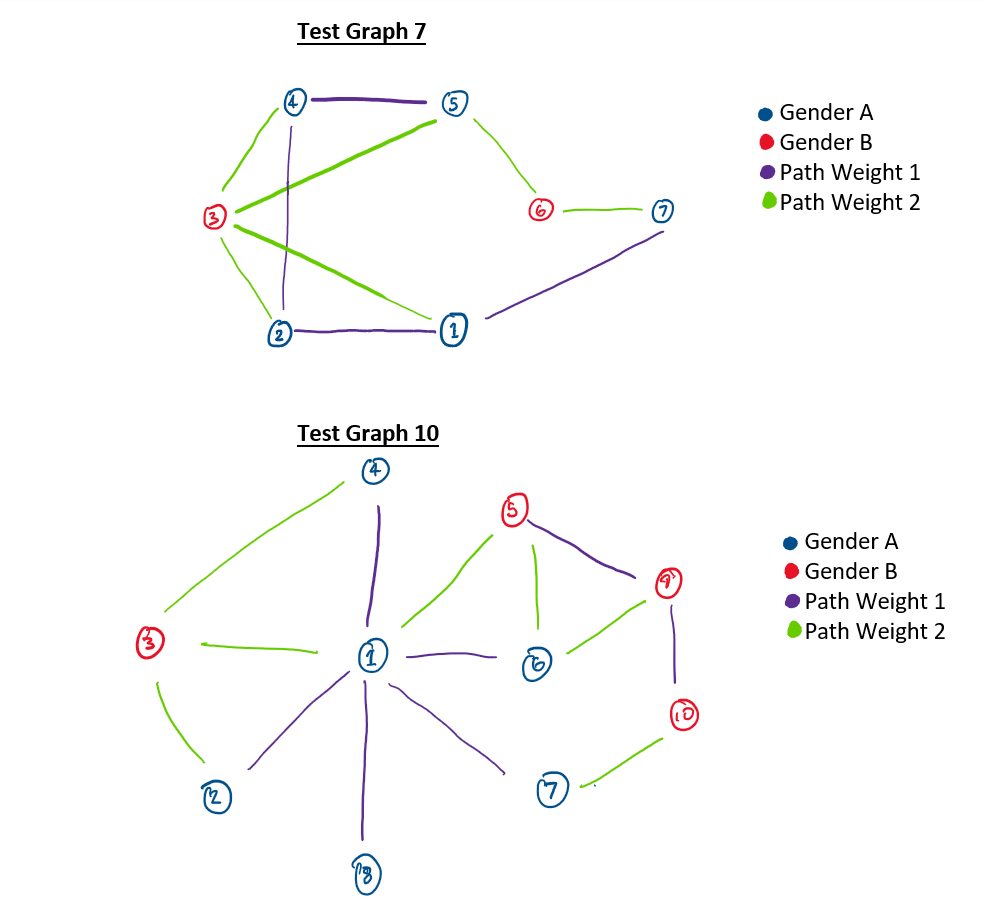 Test Graph 7
4 5
Gender A
Gender B
Path Weight 1
Path Weight 2
3 6 7
2 1
Test Graph 10
4
5
Gender A
Gender B
Path Weight 1
Path Weight 2
9
3 1 6
10
2 7
8